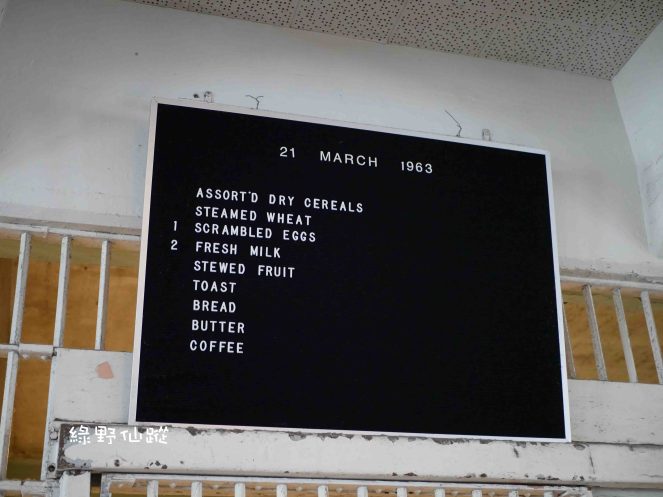 21 MARCH 1963
ASSORT'D DRY CEREALS
STEAMED WHEAT
1 SCRAMBLED EGGS
2 FRESH MILK
STEWED FRUIT
TOAST
BREAD
BUTTER
COFFEE
綠野仙蹤